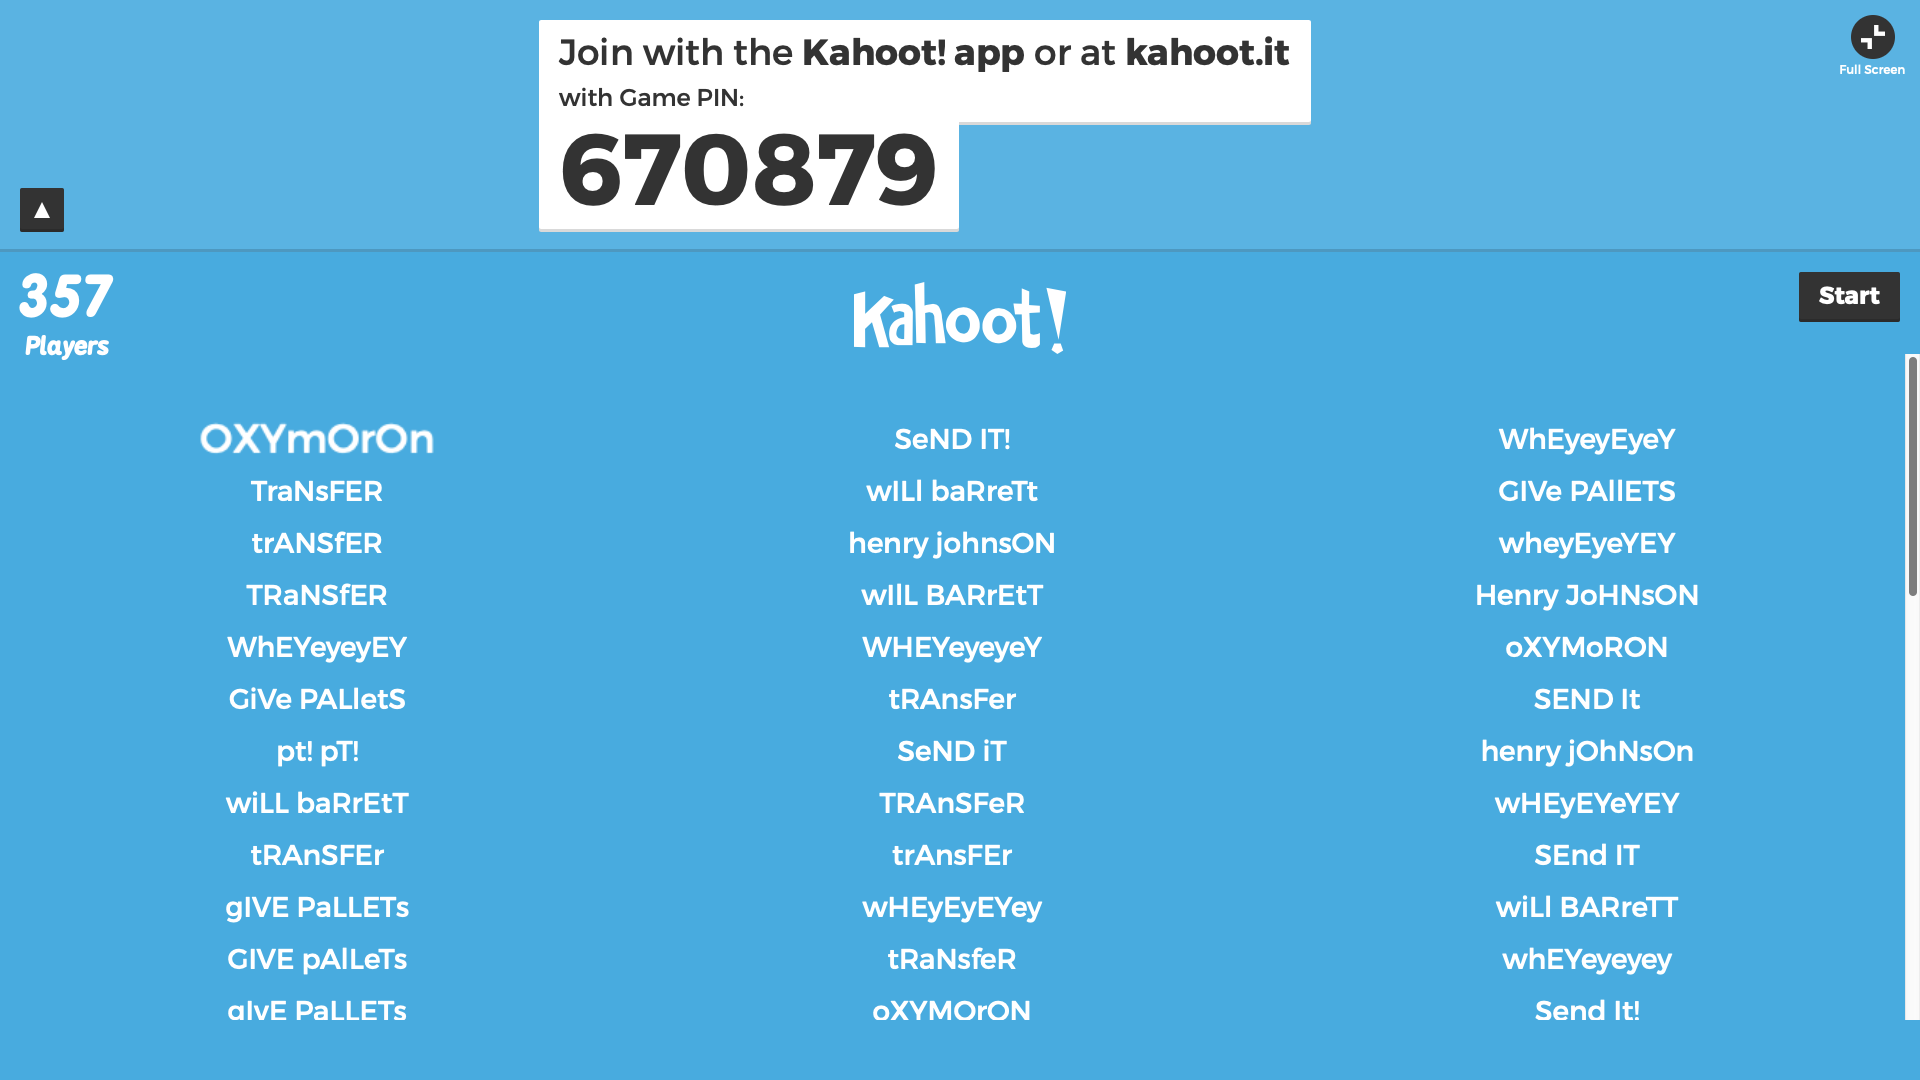 Join with the Kahoot! app or at kahoot.it
with Game PIN:
670879
Full Screen
▲
357
Players
Kahoot!
Start
OXYmOrOn
SeND IT!
WhEyeyEyeY
TraNsFER
wILl baRreTt
GIVe PAllETS
trANSfER
henry johnsON
wheyEyeYEY
TRaNSfER
wIlL BARrEtT
Henry JoHNsON
WhEYeyeyEY
WHEYeyeyeY
oXYMoRON
GiVe PALletS
tRAnsFer
SEND It
pt! pT!
SeND iT
henry jOhNsOn
wiLL baRrEtT
TRAnSFeR
wHEyEYeYEY
tRAnSFEr
trAnsFEr
SEnd IT
gIVE PaLLETs
wHEyEyEYey
wiLl BARreTT
GIVE pAlLeTs
tRaNsfeR
whEYeyeyey
gIvE PaLLETs
oXYMOrON
Send It!